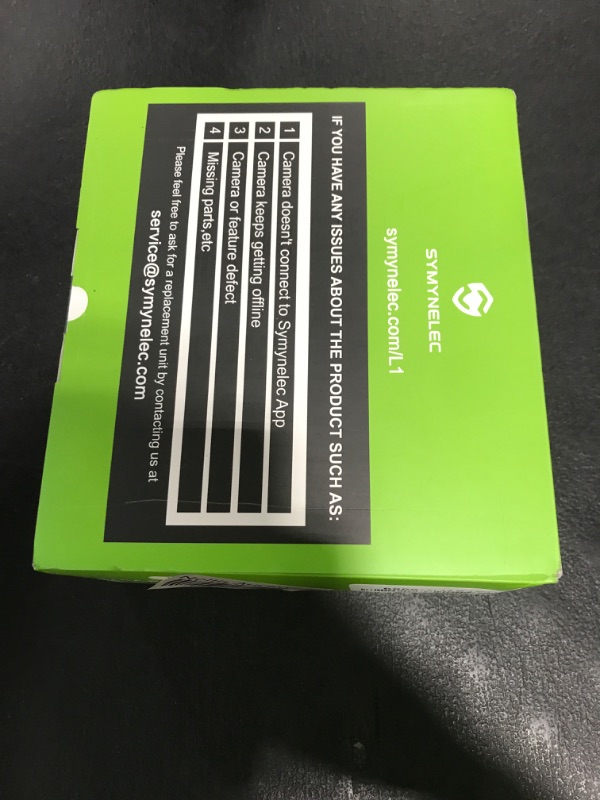 SYMYNELEC
symynelec.com/L1
IF YOU HAVE ANY ISSUES ABOUT THE PRODUCT SUCH AS:
1 Camera doesn't connect to Symynelec App
2 Camera keeps getting offline
3 Camera or feature defect
4 Missing parts,etc
Please feel free to ask for a replacement unit by contacting us at
service@symynelec.com